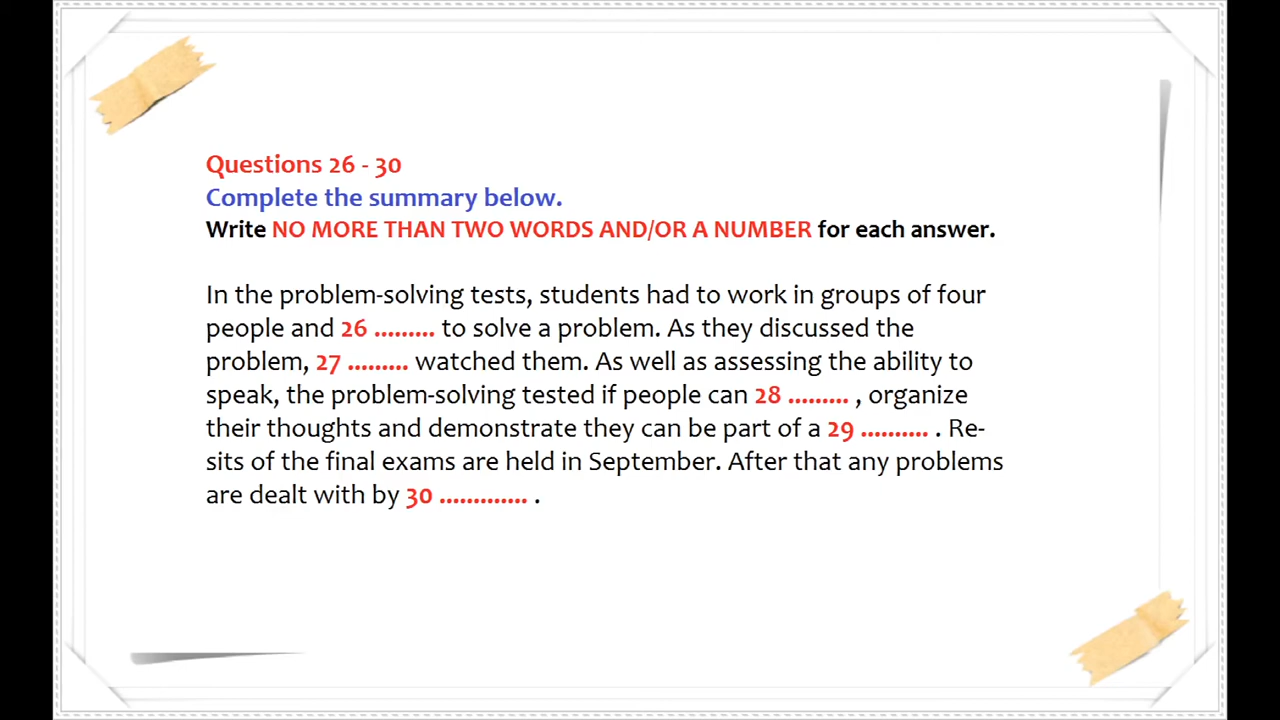 Questions 26 - 30
Complete the summary below.
Write NO MORE THAN TWO WORDS AND/OR A NUMBER for each answer.
In the problem-solving tests, students had to work in groups of four
people and 26 ......... to solve a problem. As they discussed the
problem, 27 ......... watched them. As well as assessing the ability to
speak, the problem-solving tested if people can 28 ......... , organize
their thoughts and demonstrate they can be part of a 29 .......... . Re-
sits of the final exams are held in September. After that any problems
are dealt with by 30 ............. .